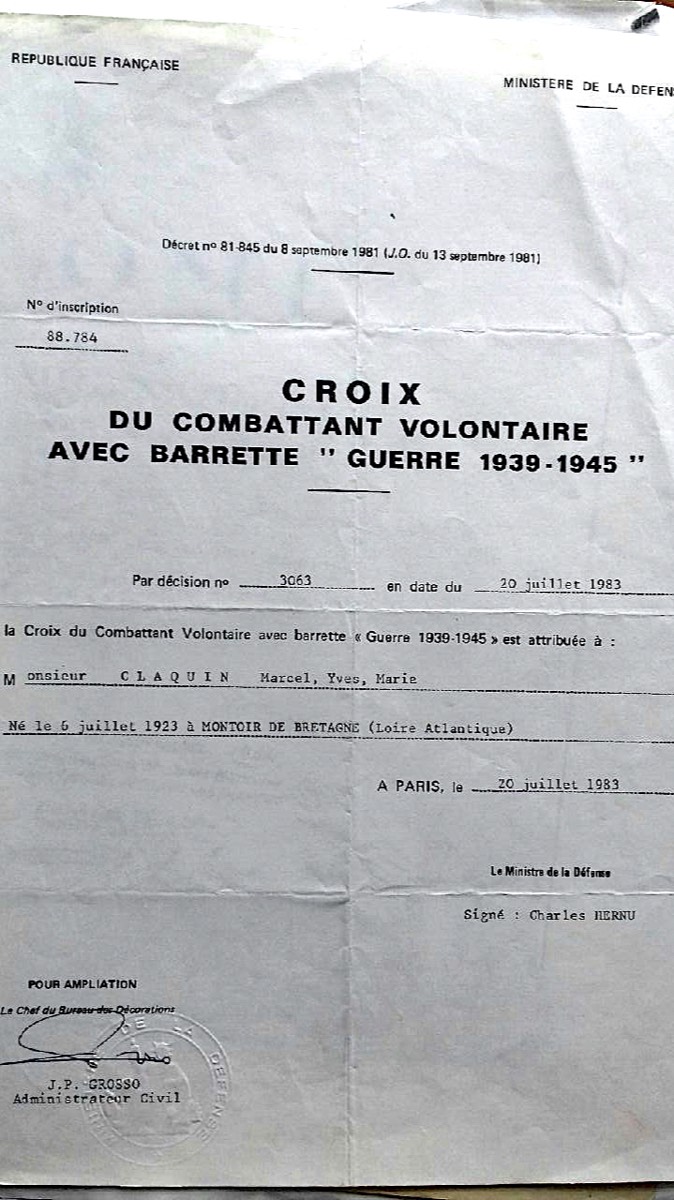 REPUBLIQUE FRANÇAISE
MINISTERE DE LA DEFENS
Décret nº 81-845 du 8 septembre 1981 (J.O. du 13 septembre 1981)
Nº d'inscription
88.784
CROIX
DU COMBATTANT VOLONTAIRE
AVEC BARRETTE " GUERRE 1939-1945 "
Par décision nº 3063 en date du 20 juillet 1983
la Croix du Combattant Volontaire avec barrette « Guerre 1939-1945 » est attribuée à :
Monsieur CLAQUIN Marcel, Yves, Marie
Né le 6 juillet 1923 à MONTOIR DE BRETAGNE (Loire Atlantique)
A PARIS, le 20 juillet 1983
Le Ministre de la Défense
Signé : Charles HERNU
POUR AMPLIATION
Le Chef du Bureau des Décorations
J.P. GROSSO
Administrateur Civil
DE LA DEFENSE